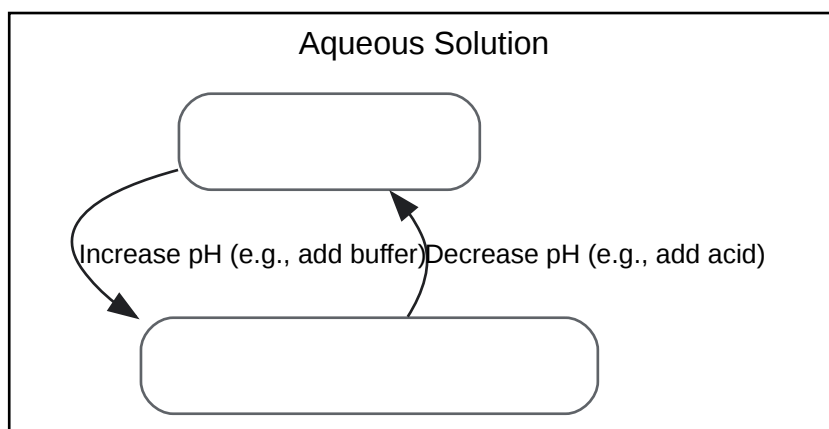 Aqueous Solution
Increase pH (e.g., add buffer)
Decrease pH (e.g., add acid)